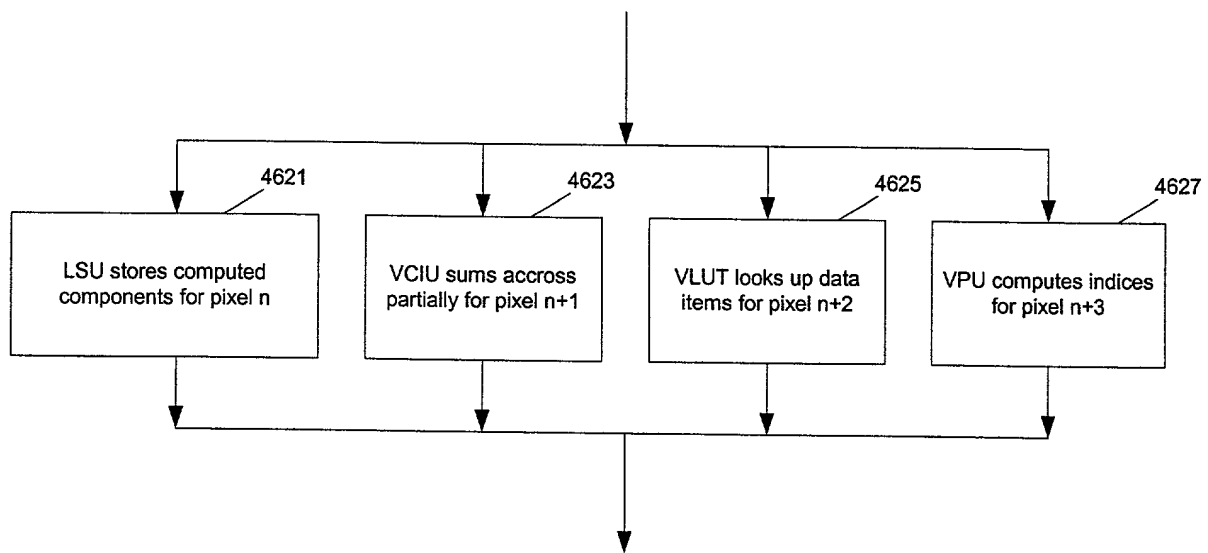 4621
4623
4625
4627
LSU stores computed
components for pixel n
VCIU sums accross
partially for pixel n+1
VLUT looks up data
items for pixel n+2
VPU computes indices
for pixel n+3